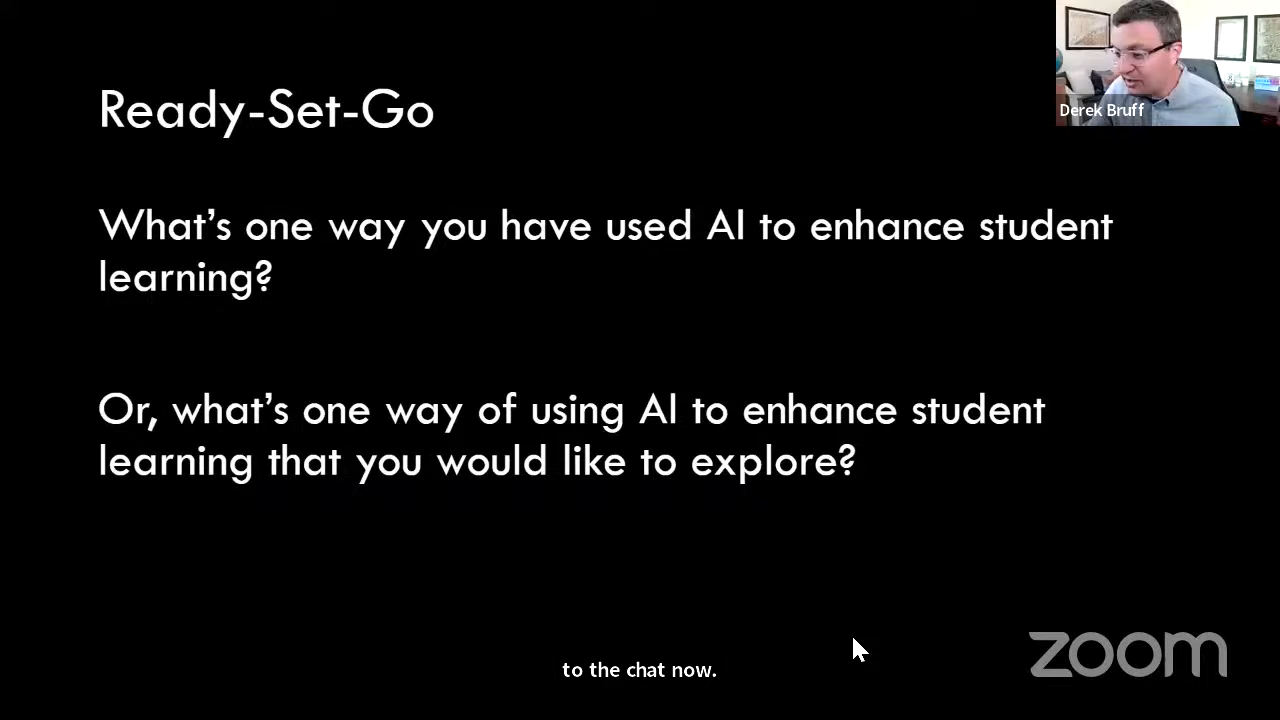 Ready-Set-Go
Derek Bruff
What's one way you have used AI to enhance student
learning?
Or, what's one way of using AI to enhance student
learning that you would like to explore?
to the chat now.
zoom